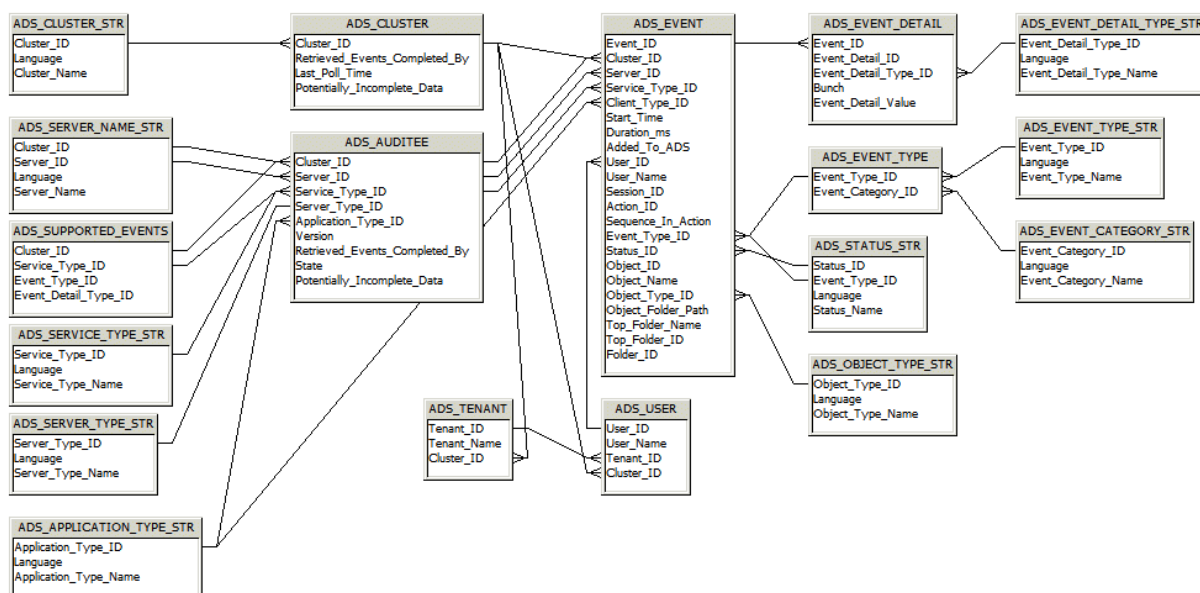 ADS_CLUSTER_STR
Cluster_ID
Language
Cluster_Name
ADS_SERVER_NAME_STR
Cluster_ID
Server_ID
Language
Server_Name
ADS_SUPPORTED_EVENTS
Cluster_ID
Service_Type_ID
Event_Type_ID
Event_Detail_Type_ID
ADS_SERVICE_TYPE_STR
Service_Type_ID
Language
Service_Type_Name
ADS_SERVER_TYPE_STR
Server_Type_ID
Language
Server_Type_Name
ADS_APPLICATION_TYPE_STR
Application_Type_ID
Language
Application_Type_Name
ADS_CLUSTER
Cluster_ID
Retrieved_Events_Completed_By
Last_Poll_Time
Potentially_Incomplete_Data
ADS_AUDITEE
Cluster_ID
Server_ID
Service_Type_ID
Server_Type_ID
Application_Type_ID
Version
Retrieved_Events_Completed_By
State
Potentially_Incomplete_Data
ADS_TENANT
Tenant_ID
Tenant_Name
Cluster_ID
ADS_EVENT
Event_ID
Cluster_ID
Server_ID
Service_Type_ID
Client_Type_ID
Start_Time
Duration_ms
Added_To_ADS
User_ID
User_Name
Session_ID
Action_ID
Sequence_In_Action
Event_Type_ID
Status_ID
Object_ID
Object_Name
Object_Type_ID
Object_Folder_Path
Top_Folder_Name
Top_Folder_ID
Folder_ID
ADS_USER
User_ID
User_Name
Tenant_ID
Cluster_ID
ADS_EVENT_DETAIL
Event_ID
Event_Detail_ID
Event_Detail_Type_ID
Bunch
Event_Detail_Value
ADS_EVENT_TYPE
Event_Type_ID
Event_Category_ID
ADS_STATUS_STR
Status_ID
Event_Type_ID
Language
Status_Name
ADS_OBJECT_TYPE_STR
Object_Type_ID
Language
Object_Type_Name
ADS_EVENT_DETAIL_TYPE_STR
Event_Detail_Type_ID
Language
Event_Detail_Type_Name
ADS_EVENT_TYPE_STR
Event_Type_ID
Language
Event_Type_Name
ADS_EVENT_CATEGORY_STR
Event_Category_ID
Language
Event_Category_Name